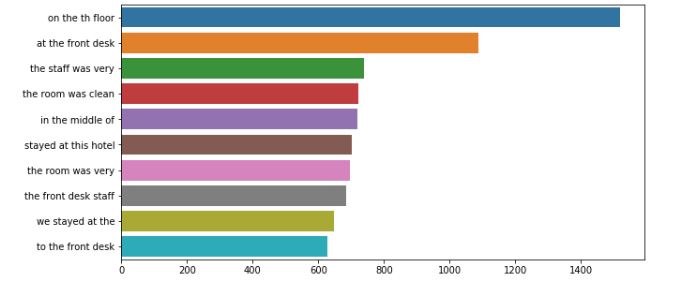 on the th floor
at the front desk
the staff was very
the room was clean
in the middle of
stayed at this hotel
the room was very
the front desk staff
we stayed at the
to the front desk
0 200 400 600 800 1000 1200 1400